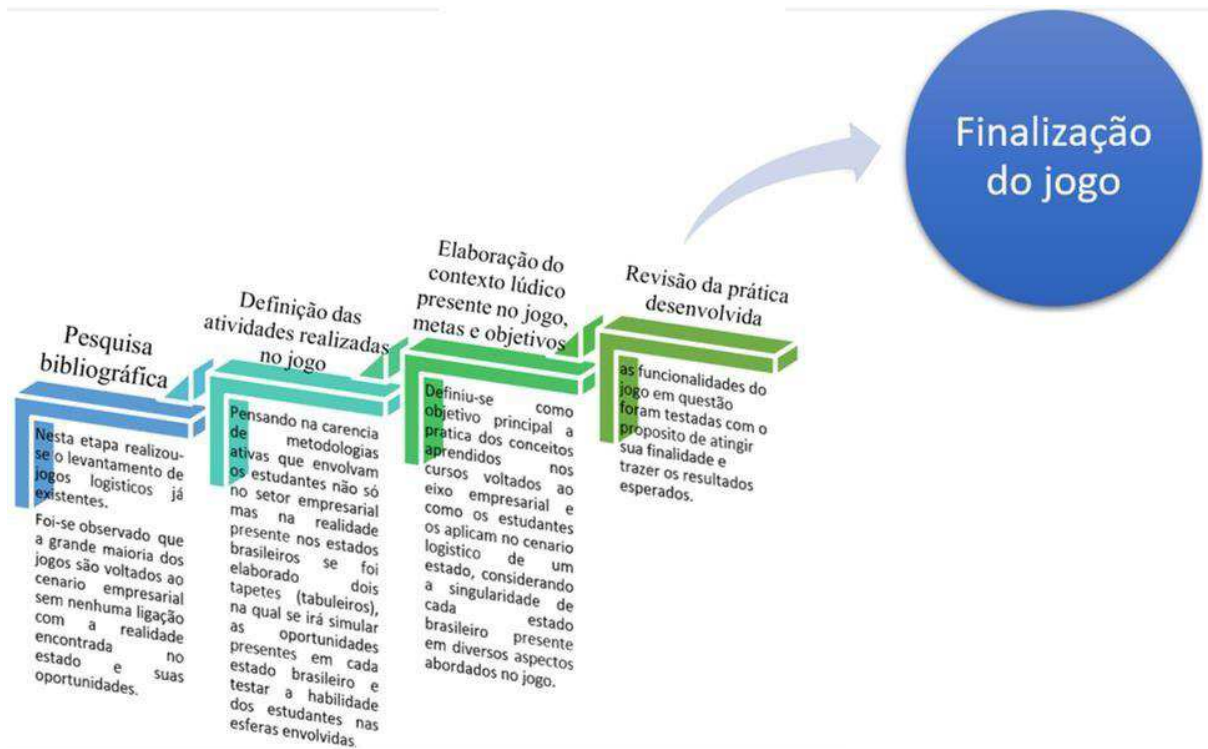 Pesquisa
bibliográfica
Nesta etapa realizou-
se o levantamento de
jogos logisticos já
existentes.
Foi-se observado que
a grande maioria dos
jogos são voltados ao
cenario empresarial
sem nenhuma ligação
com a realidade
encontrada no
estado e suas
oportunidades.
Definição das
atividades realizadas
no jogo
Pensando na carencia
de metodologias
ativas que envolvam
os estudantes não só
no setor empresarial
mas na realidade
presente nos estados
brasileiros se foi
elaborado dois
tapetes (tabuleiros),
na qual se irá simular
as oportunidades
presentes em cada
estado brasileiro e
testar a habilidade
dos estudantes nas
esferas envolvidas
Elaboração do
contexto lúdico
presente no jogo,
metas e objetivos
Definiu-se como
objetivo principal a
pratica dos conceitos
aprendidos nos
cursos voltados ao
eixo empresarial e
como os estudantes
os aplicam no cenario
logistico de um
estado, considerando
a singularidade de
cada estado
brasileiro presente
em diversos aspectos
abordados no jogo.
Revisão da prática
desenvolvida
as funcionalidades do
jogo em questão
foram testadas com o
proposito de atingir
sua finalidade e
trazer os resultados
esperados.
Finalização
do jogo